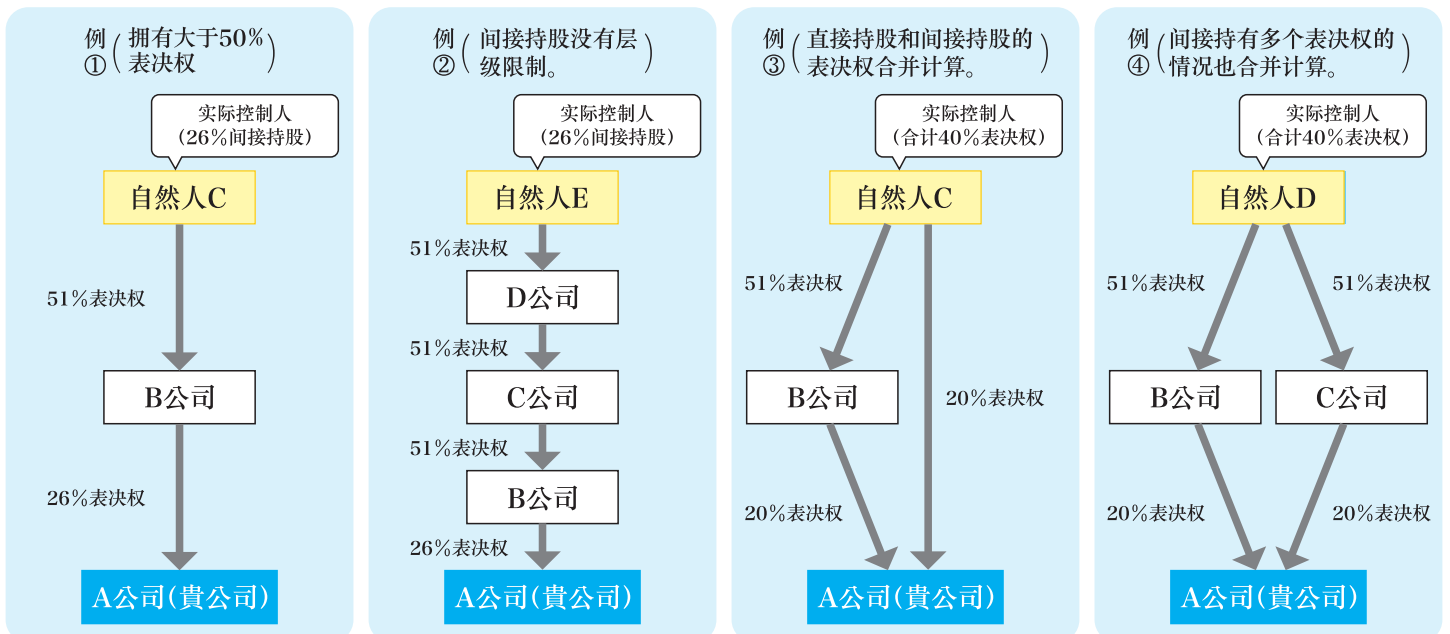 例① (拥有大于50%
表决权)
实际控制人
(26%间接持股)
自然人C
51%表决权
B公司
26%表决权
A公司(貴公司)
例② (间接持股没有层
级限制。)
实际控制人
(26%间接持股)
自然人E
51%表决权
D公司
51%表决权
C公司
51%表决权
B公司
26%表决权
A公司(貴公司)
例③ (直接持股和间接持股的
表决权合并计算。)
实际控制人
(合计40%表决权)
自然人C
51%表决权
B公司
20%表决权
20%表决权
A公司(貴公司)
例④ (间接持有多个表决权的
情况也合并计算。)
实际控制人
(合计40%表决权)
自然人D
51%表决权
51%表决权
B公司
C公司
20%表决权
20%表决权
A公司(貴公司)